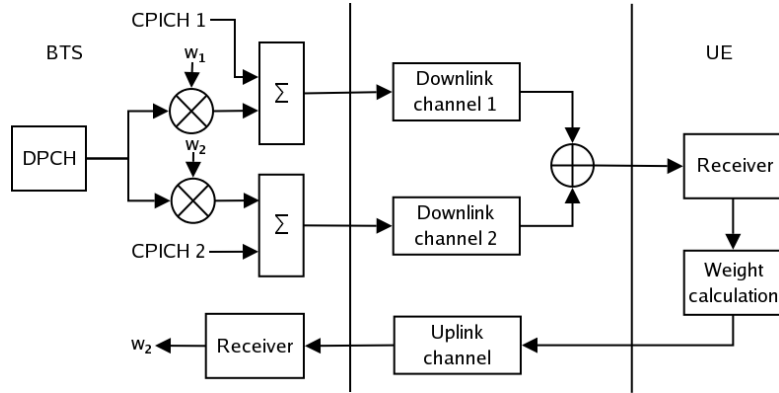 CPICH 1
BTS
UE
w1
Σ
Downlink
channel 1
DPCH
w2
Receiver
Σ
Downlink
channel 2
CPICH 2
Weight
calculation
w2
Receiver
Uplink
channel